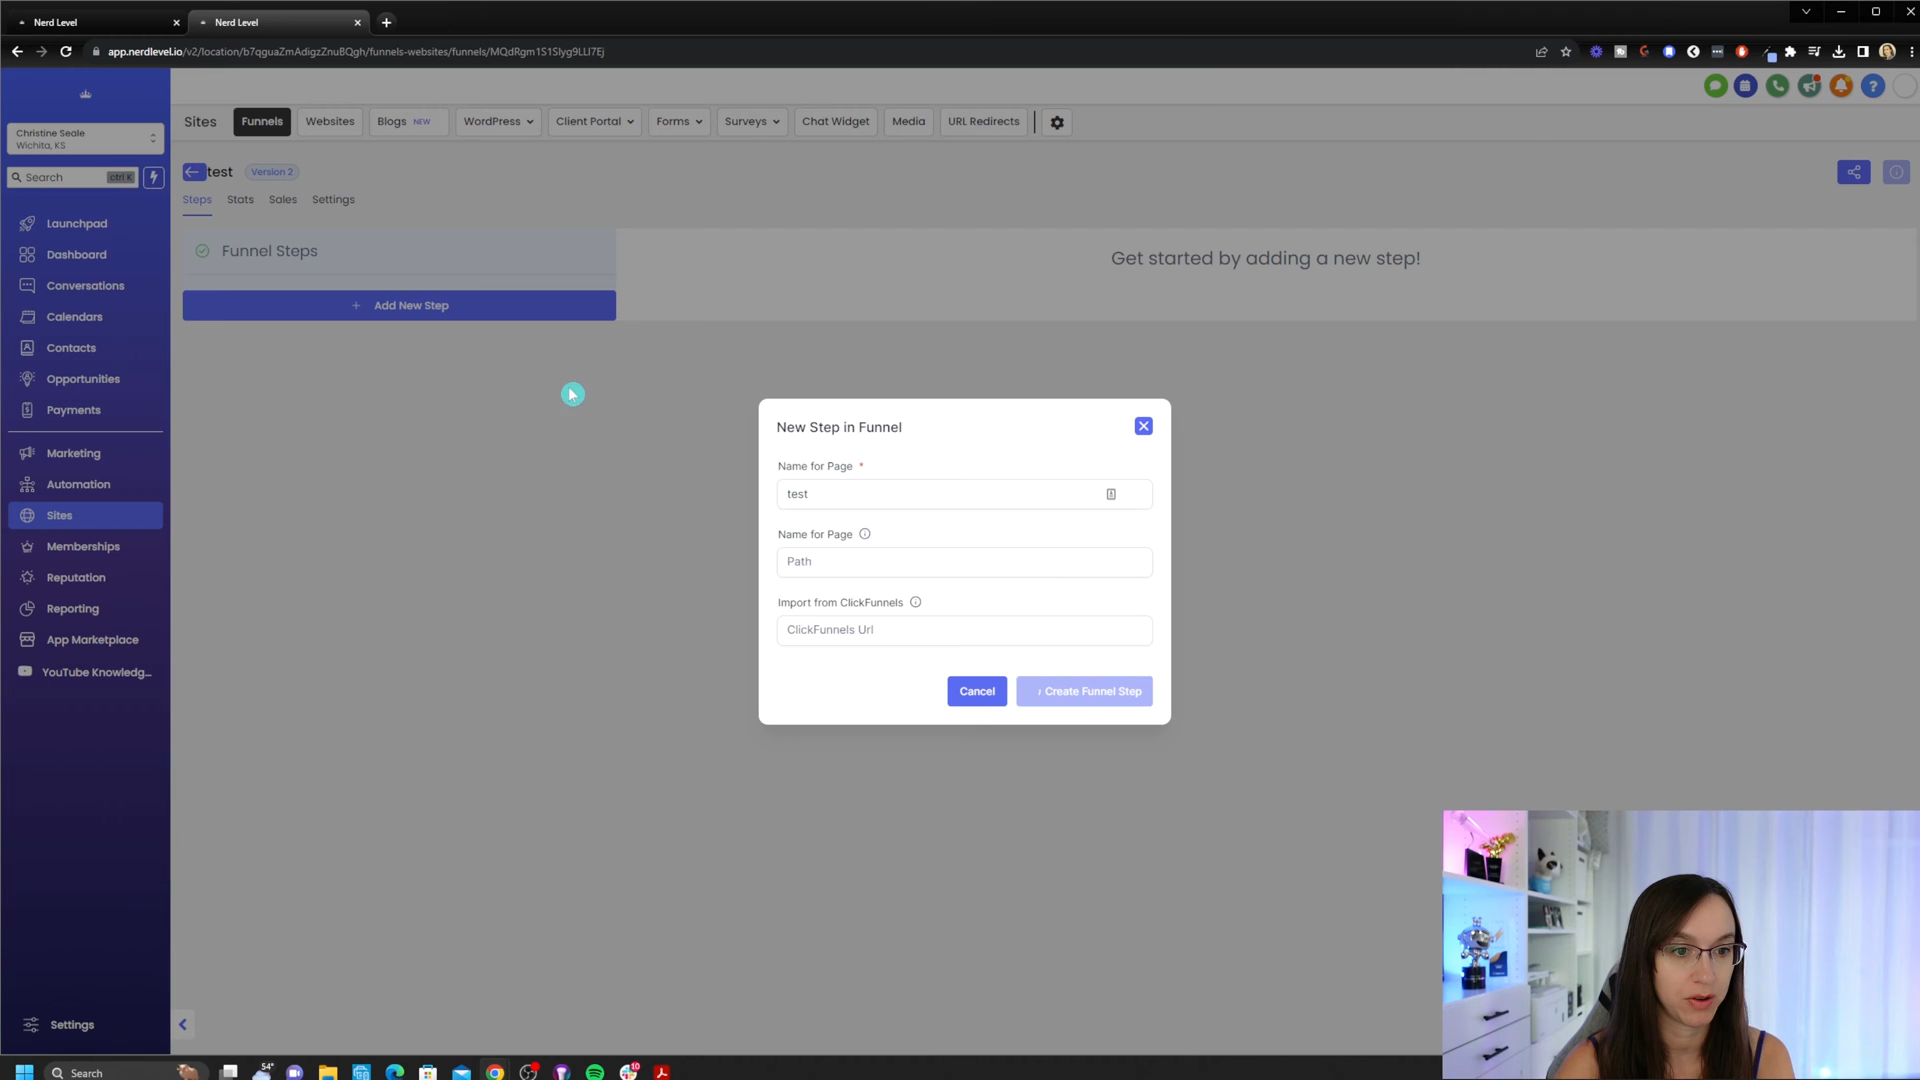 Nerd Level
Nerd Level
app.nerdlevel.io/v2/location/b7qguaZmAdigzZnuBQgh/funnels-websites/funnels/MQdRgm1S1Slyg9LLl7Ej
Christine Seale
Wichita, KS
Search ctrl K
Launchpad
Dashboard
Conversations
Calendars
Contacts
Opportunities
Payments
Marketing
Automation
Sites
Memberships
Reputation
Reporting
App Marketplace
YouTube Knowledg...
Settings
Sites Funnels Websites Blogs NEW WordPress Client Portal Forms Surveys Chat Widget Media URL Redirects
test Version 2
Steps Stats Sales Settings
Funnel Steps
+ Add New Step
Get started by adding a new step!
New Step in Funnel
Name for Page *
test
Name for Page
Path
Import from ClickFunnels
ClickFunnels Url
Cancel Create Funnel Step
Search
54°
10